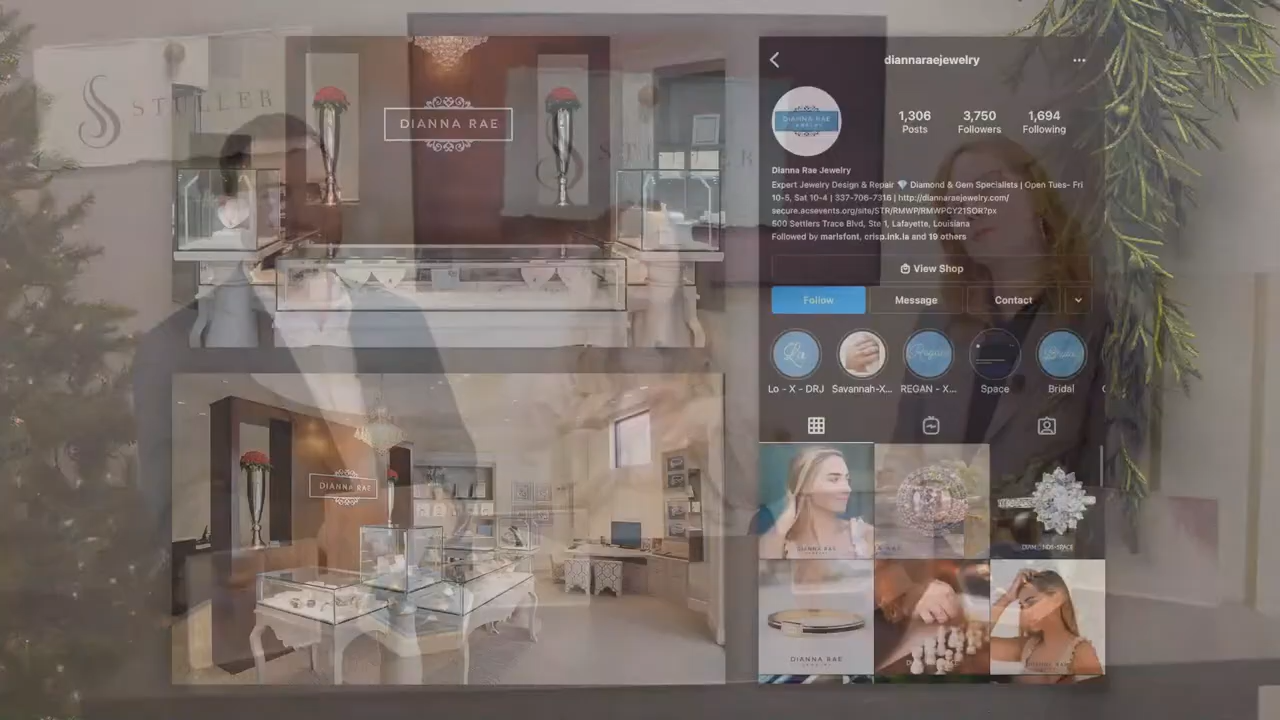 STULLER
DIANNA RAE
DIANNA RAE
diannaraejewelry
DIANNA RAE
1,306
Posts
3,750
Followers
1,694
Following
Dianna Rae Jewelry
Expert Jewelry Design & Repair 💎 Diamond & Gem Specialists | Open Tues- Fri
10-5, Sat 10-4 | 337-706-7316 | http://diannaraejewelry.com/
secure.acsevents.org/site/STR/RMWP/RMWPCY21SOR?px
500 Settlers Trace Blvd, Ste 1, Lafayette, Louisiana
Followed by marisfont, crisp.ink.la and 19 others
View Shop
Follow
Message
Contact
Lo - X - DRJ
Savannah-X...
REGAN - X...
Space
Bridal
DIANNA RAE